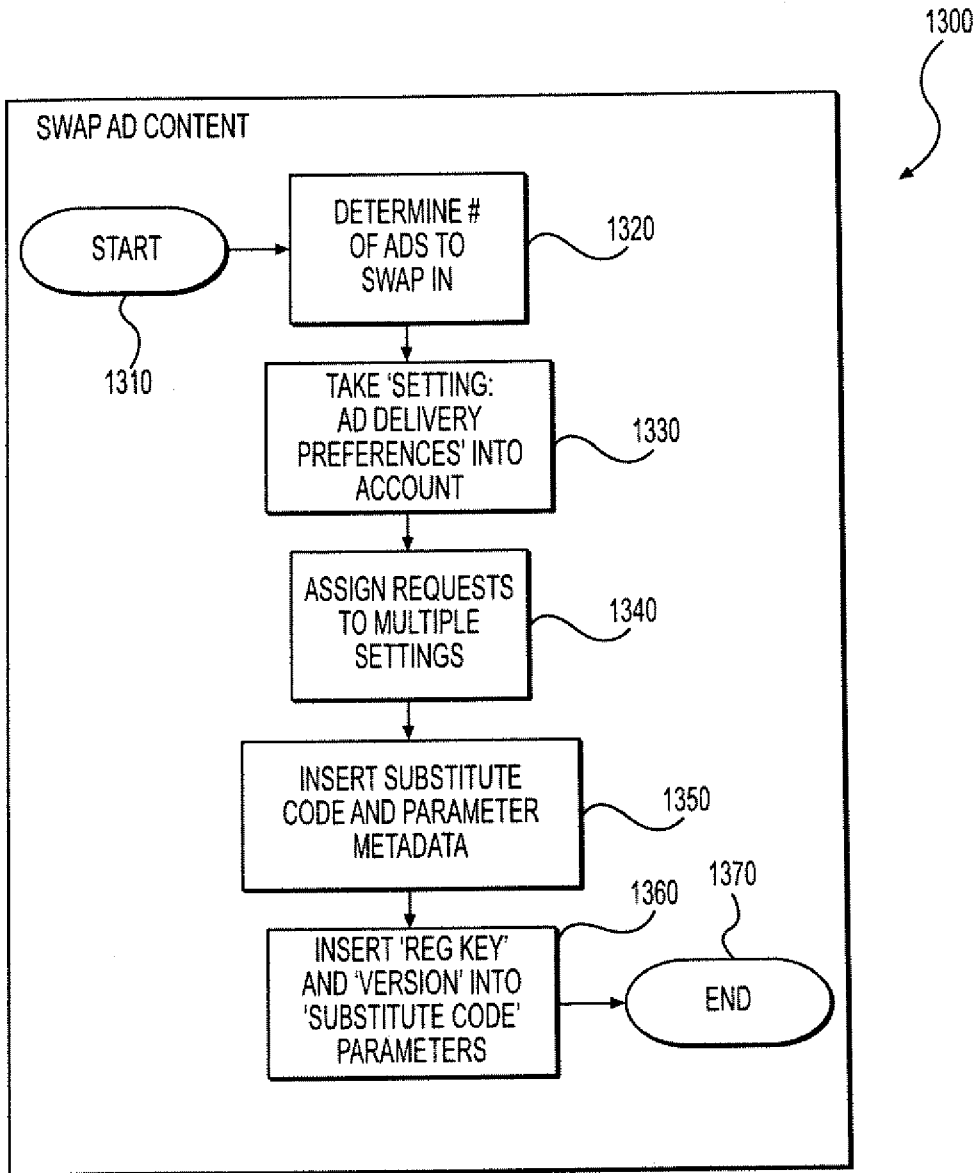 1300
SWAP AD CONTENT
START
1310
DETERMINE #
OF ADS TO
SWAP IN
1320
TAKE ‘SETTING:
AD DELIVERY
PREFERENCES’ INTO
ACCOUNT
1330
ASSIGN REQUESTS
TO MULTIPLE
SETTINGS
1340
INSERT SUBSTITUTE
CODE AND PARAMETER
METADATA
1350
INSERT ‘REG KEY’
AND ‘VERSION’ INTO
‘SUBSTITUTE CODE’
PARAMETERS
1360
1370
END